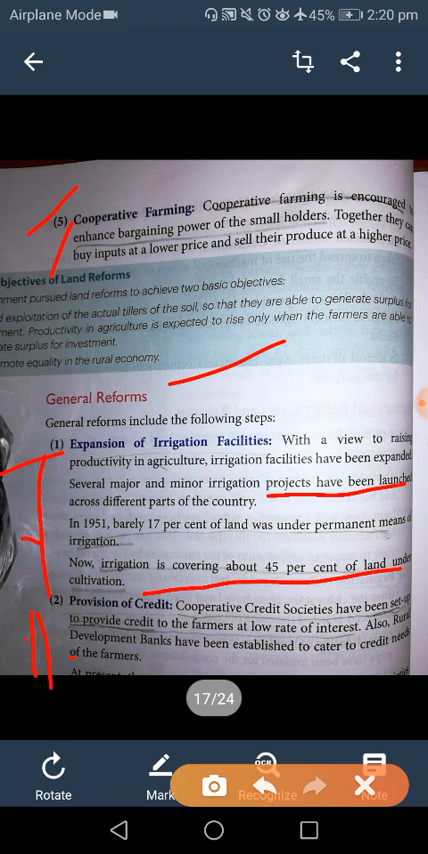 Airplane Mode 45% 2:20 pm
(5) Cooperative Farming: Cooperative farming is encouraged
enhance bargaining power of the small holders. Together they
buy inputs at a lower price and sell their produce at a higher price.
bjectives of Land Reforms
nment pursued land reforms to achieve two basic objectives:
d exploitation of the actual tillers of the soil, so that they are able to generate surplus
ment. Productivity in agriculture is expected to rise only when the farmers are able to
ate surplus for investment.
mote equality in the rural economy.
General Reforms
General reforms include the following steps:
(1) Expansion of Irrigation Facilities: With a view to raising
productivity in agriculture, irrigation facilities have been expanded
Several major and minor irrigation projects have been launched
across different parts of the country.
In 1951, barely 17 per cent of land was under permanent means of
irrigation.
Now, irrigation is covering about 45 per cent of land under
cultivation.
(2) Provision of Credit: Cooperative Credit Societies have been set-up
to provide credit to the farmers at low rate of interest. Also, Rural
Development Banks have been established to cater to credit needs
of the farmers.
17/24
OCR
Rotate Mark Recognize Note